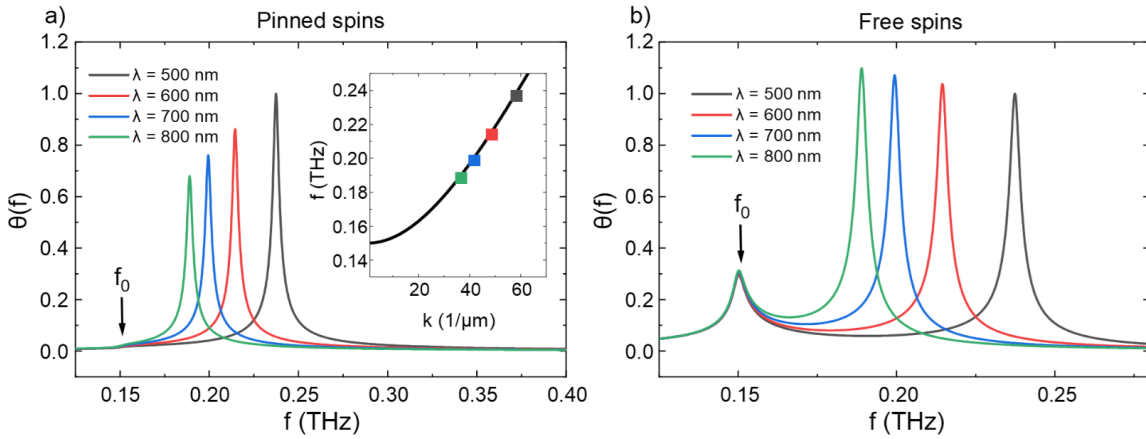 a)
Pinned spins
1.2
1.0
0.8
0.6
0.4
0.2
0.0
θ(f)
λ = 500 nm
λ = 600 nm
λ = 700 nm
λ = 800 nm
f₀
0.24
0.22
0.20
0.18
0.16
0.14
f (THz)
20 40 60
k (1/μm)
0.15 0.20 0.25 0.30 0.35 0.40
f (THz)
b)
Free spins
1.2
1.0
0.8
0.6
0.4
0.2
0.0
θ(f)
λ = 500 nm
λ = 600 nm
λ = 700 nm
λ = 800 nm
f₀
0.15 0.20 0.25
f (THz)